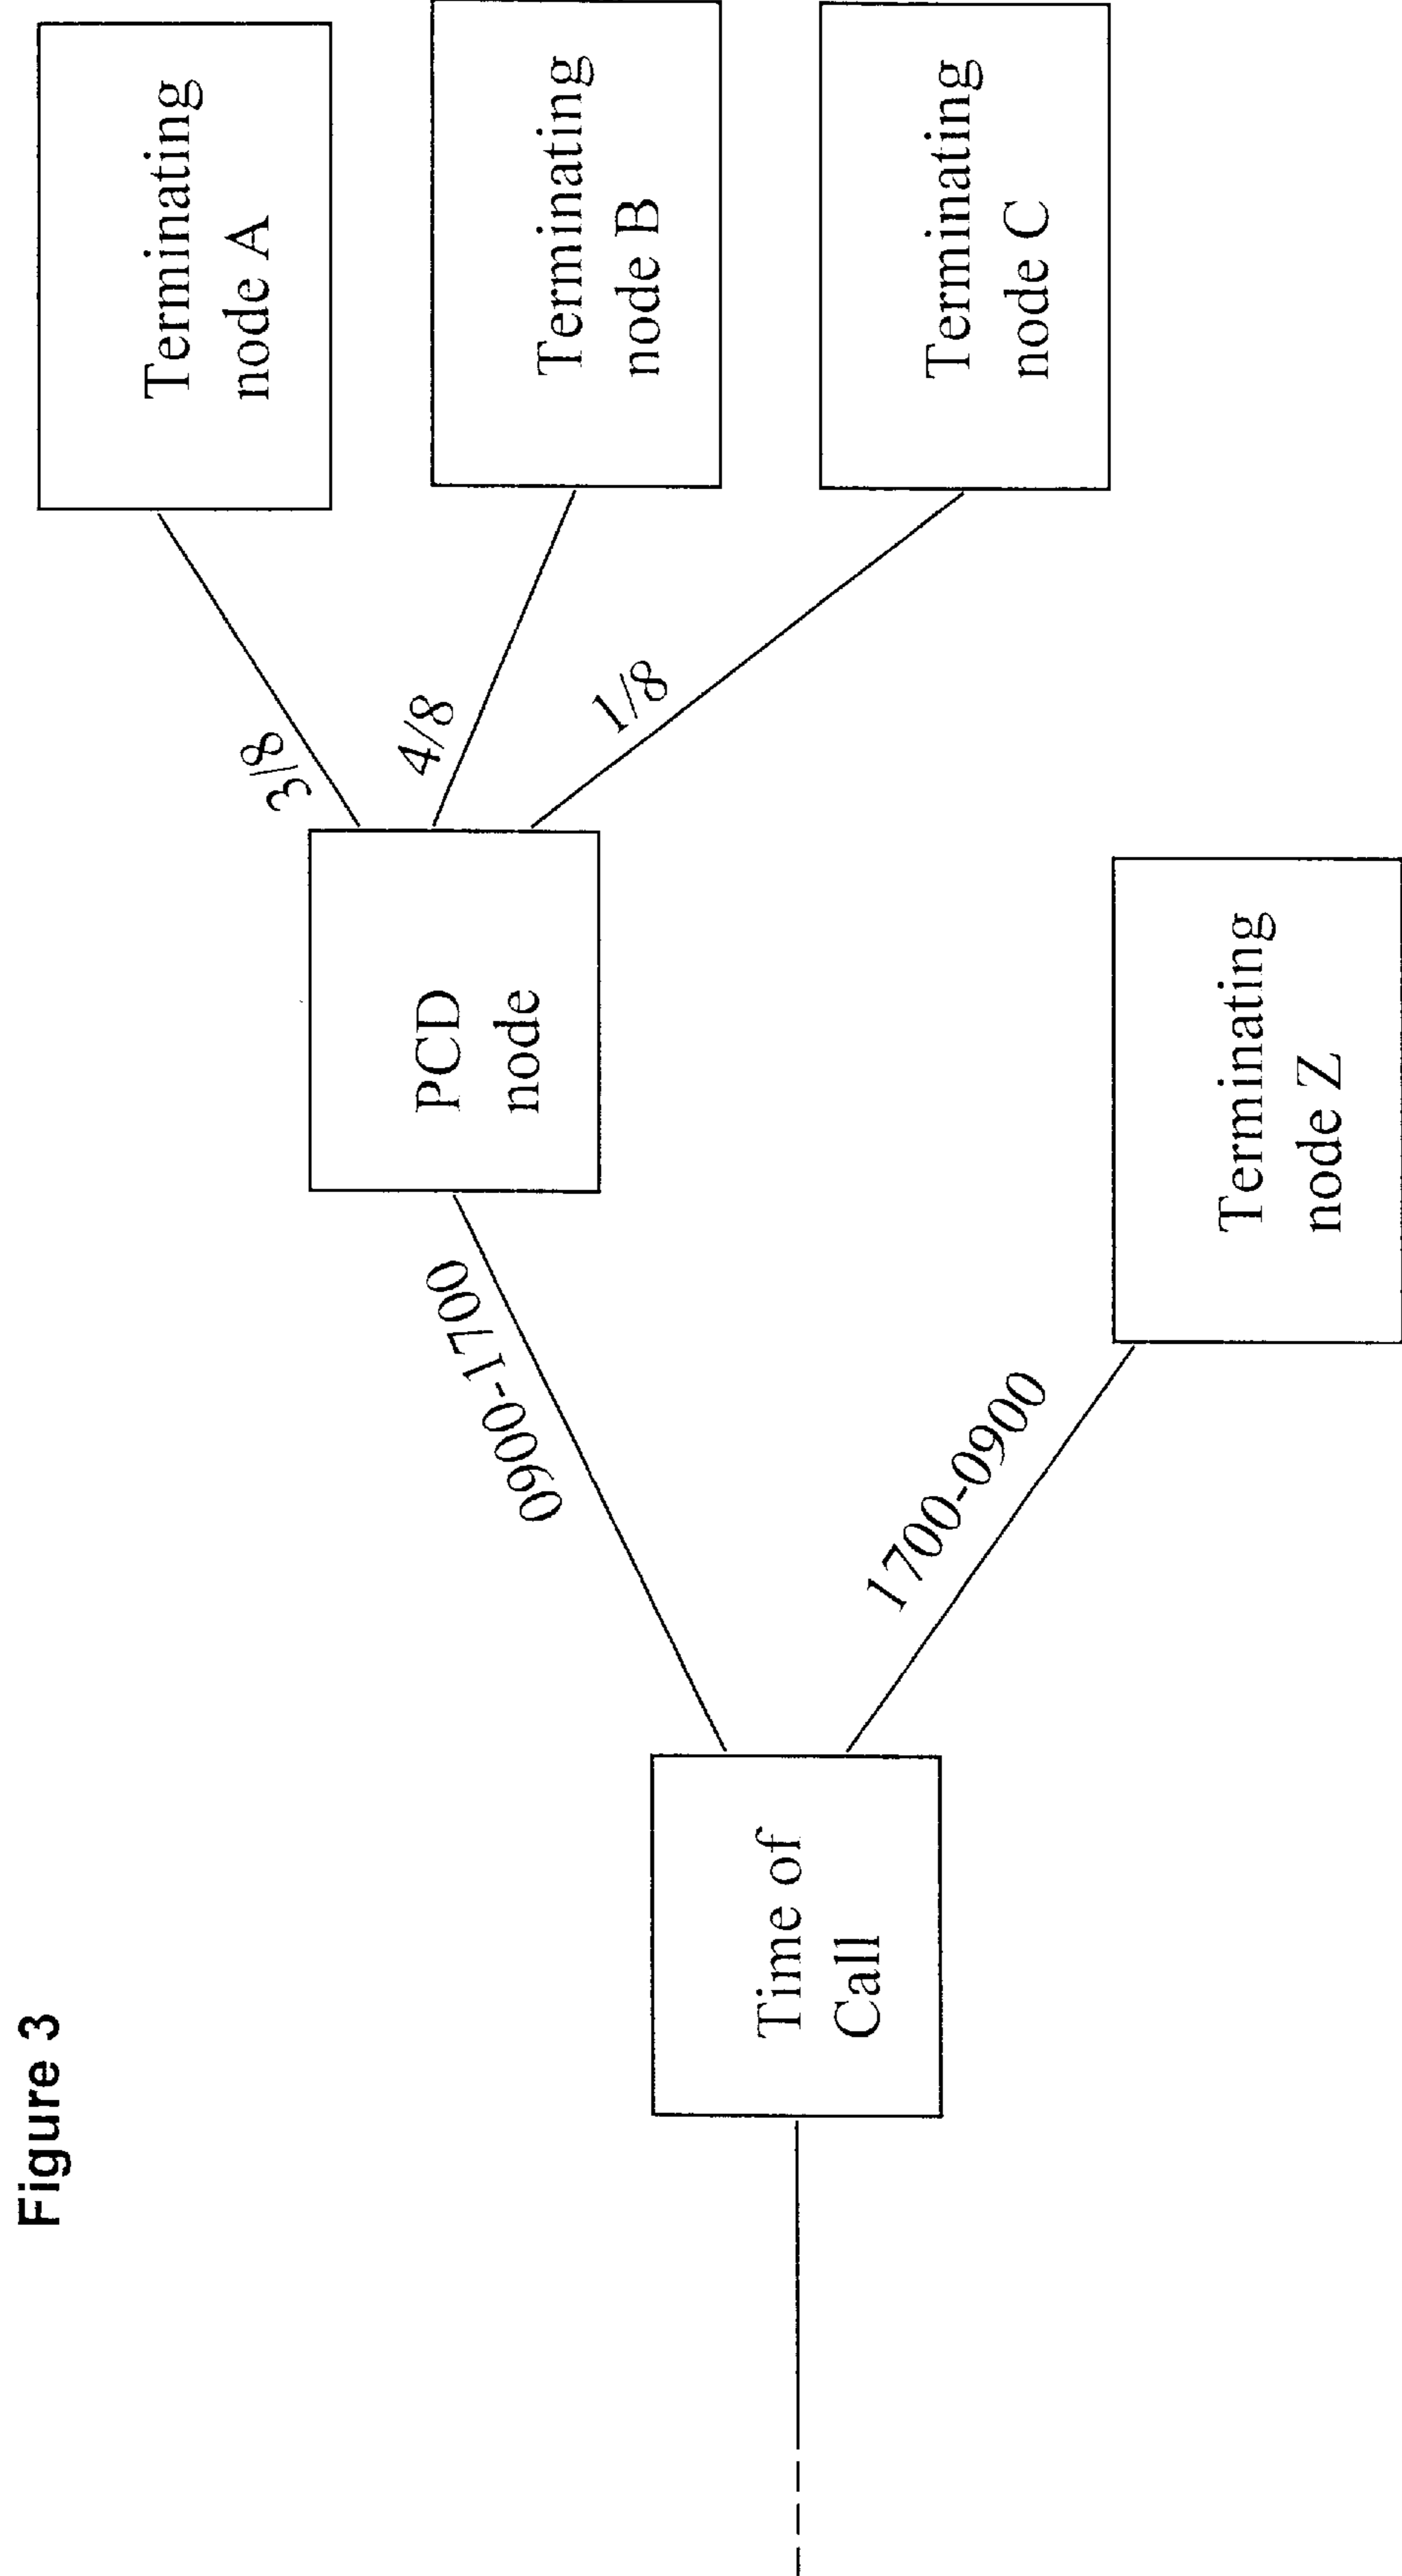 Figure 3
Time of
Call
0900-1700
1700-0900
PCD
node
Terminating
node Z
3/8
4/8
1/8
Terminating
node A
Terminating
node B
Terminating
node C